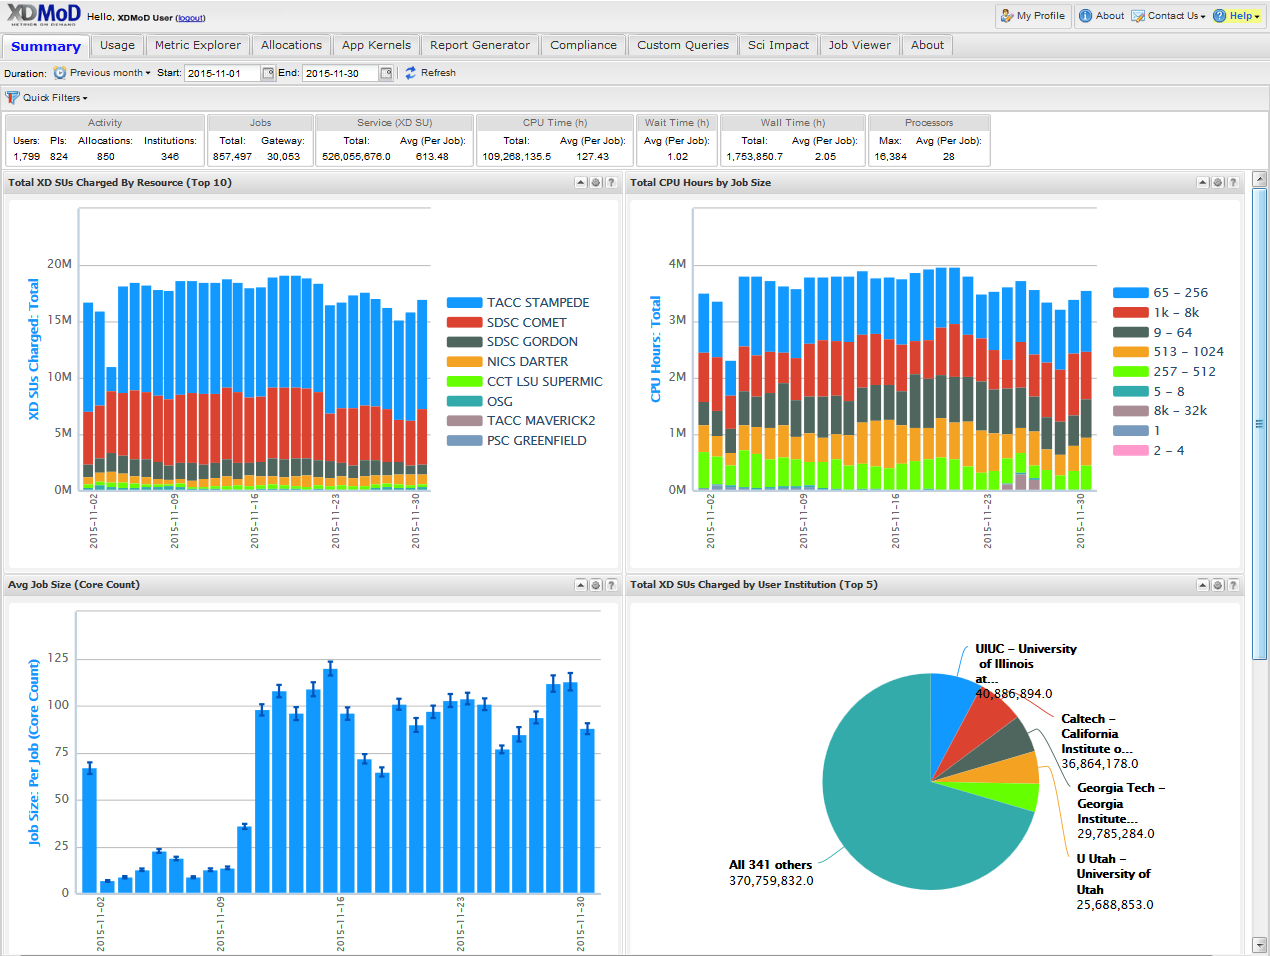 XDMoD
METRICS ON DEMAND
Hello, XDMoD User (logout)
My Profile
About
Contact Us
Help
Summary
Usage
Metric Explorer
Allocations
App Kernels
Report Generator
Compliance
Custom Queries
Sci Impact
Job Viewer
About
Duration: Previous month Start: 2015-11-01 End: 2015-11-30 Refresh
Quick Filters
Activity
Users: PIs: Allocations: Institutions:
1,799 824 850 346
Jobs
Total: Gateway:
857,497 30,053
Service (XD SU)
Total: Avg (Per Job):
526,055,676.0 613.48
CPU Time (h)
Total: Avg (Per Job):
109,268,135.5 127.43
Wait Time (h)
Avg (Per Job):
1.02
Wall Time (h)
Total: Avg (Per Job):
1,753,850.7 2.05
Processors
Max: Avg (Per Job):
16,384 28
Total XD SUs Charged By Resource (Top 10)
XD SUs Charged: Total
20M
15M
10M
5M
0M
2015-11-02
2015-11-09
2015-11-16
2015-11-23
2015-11-30
TACC STAMPEDE
SDSC COMET
SDSC GORDON
NICS DARTER
CCT LSU SUPERMIC
OSG
TACC MAVERICK2
PSC GREENFIELD
Total CPU Hours by Job Size
CPU Hours: Total
4M
3M
2M
1M
0M
2015-11-02
2015-11-09
2015-11-16
2015-11-23
2015-11-30
65 - 256
1k - 8k
9 - 64
513 - 1024
257 - 512
5 - 8
8k - 32k
1
2 - 4
Avg Job Size (Core Count)
Job Size: Per Job (Core Count)
125
100
75
50
25
0
2015-11-02
2015-11-09
2015-11-16
2015-11-23
2015-11-30
Total XD SUs Charged by User Institution (Top 5)
UIUC - University
of Illinois
at...
40,886,894.0
Caltech -
California
Institute o...
36,864,178.0
Georgia Tech -
Georgia
Institute...
29,785,284.0
U Utah -
University of
Utah
25,688,853.0
All 341 others
370,759,832.0